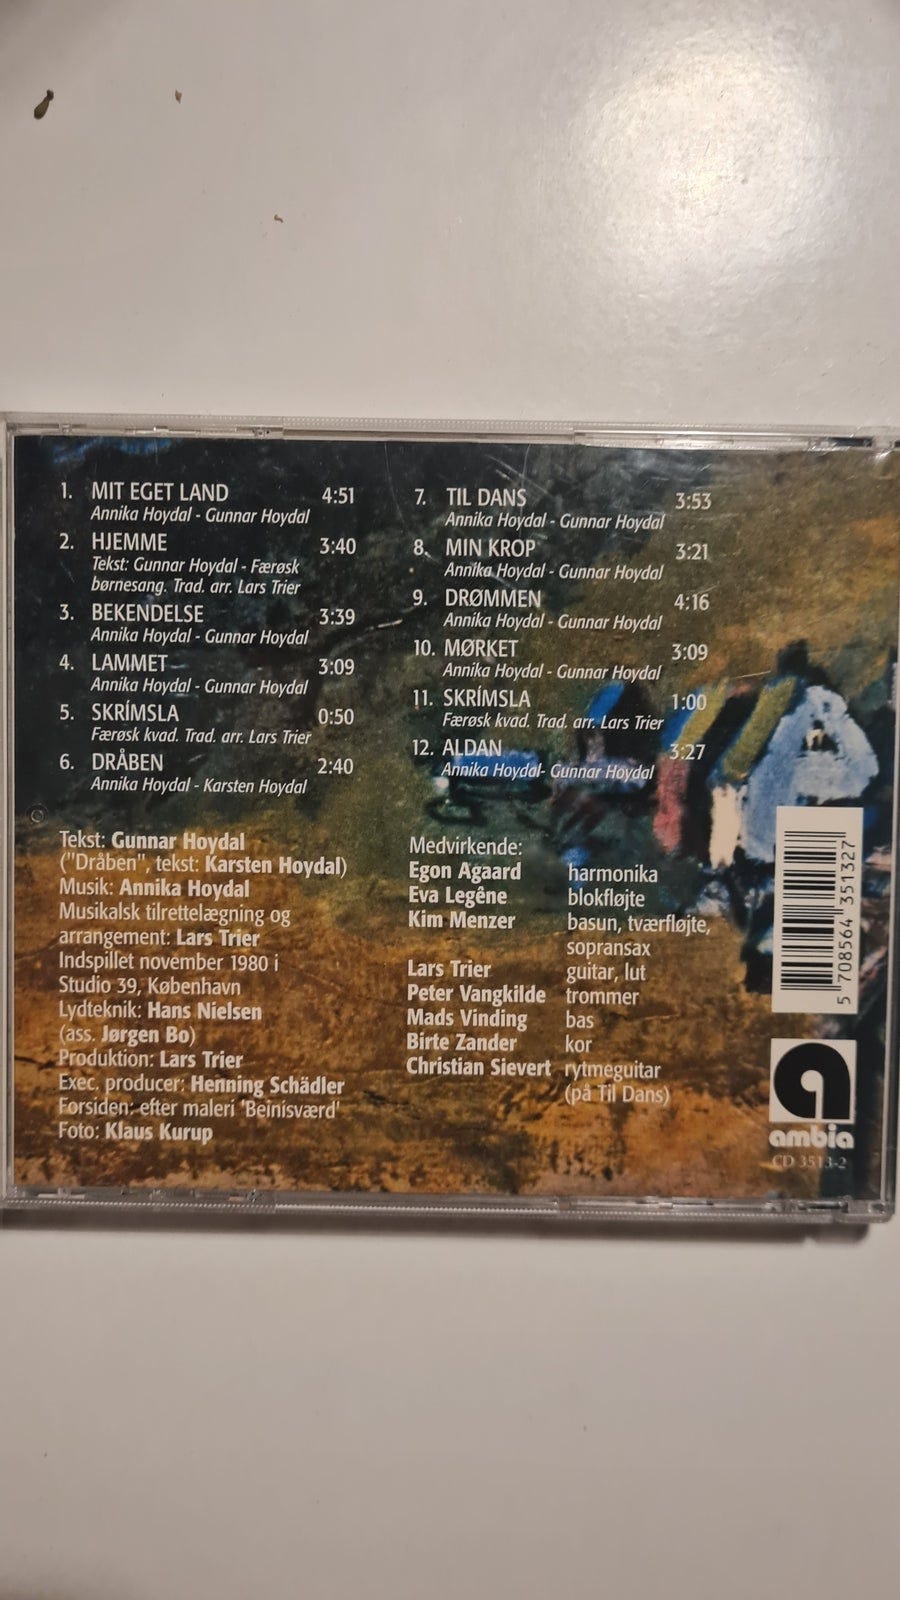 1. MIT EGET LAND 4:51
Annika Hoydal - Gunnar Hoydal
2. HJEMME 3:40
Tekst: Gunnar Hoydal - Færøsk
børnesang. Trad. arr. Lars Trier
3. BEKENDELSE 3:39
Annika Hoydal - Gunnar Hoydal
4. LAMMET 3:09
Annika Hoydal - Gunnar Hoydal
5. SKRÍMSLA 0:50
Færøsk kvad. Trad. arr. Lars Trier
6. DRÅBEN 2:40
Annika Hoydal - Karsten Hoydal
7. TIL DANS 3:53
Annika Hoydal - Gunnar Hoydal
8. MIN KROP 3:21
Annika Hoydal - Gunnar Hoydal
9. DRØMMEN 4:16
Annika Hoydal - Gunnar Hoydal
10. MØRKET 3:09
Annika Hoydal - Gunnar Hoydal
11. SKRÍMSLA 1:00
Færøsk kvad. Trad. arr. Lars Trier
12. ALDAN 3:27
Annika Hoydal- Gunnar Hoydal
Tekst: Gunnar Hoydal
("Dråben", tekst: Karsten Hoydal)
Musik: Annika Hoydal
Musikalsk tilrettelægning og
arrangement: Lars Trier
Indspillet november 1980 i
Studio 39, København
Lydteknik: Hans Nielsen
(ass. Jørgen Bo)
Produktion: Lars Trier
Exec. producer: Henning Schädler
Forsiden: efter maleri 'Beinisværd'
Foto: Klaus Kurup
Medvirkende:
Egon Agaard harmonika
Eva Legêne blokfløjte
Kim Menzer basun, tværfløjte,
sopransax
Lars Trier guitar, lut
Peter Vangkilde trommer
Mads Vinding bas
Birte Zander kor
Christian Sievert rytmeguitar
(på Til Dans)
5 708564 351327
a
ambia
CD 3513-2